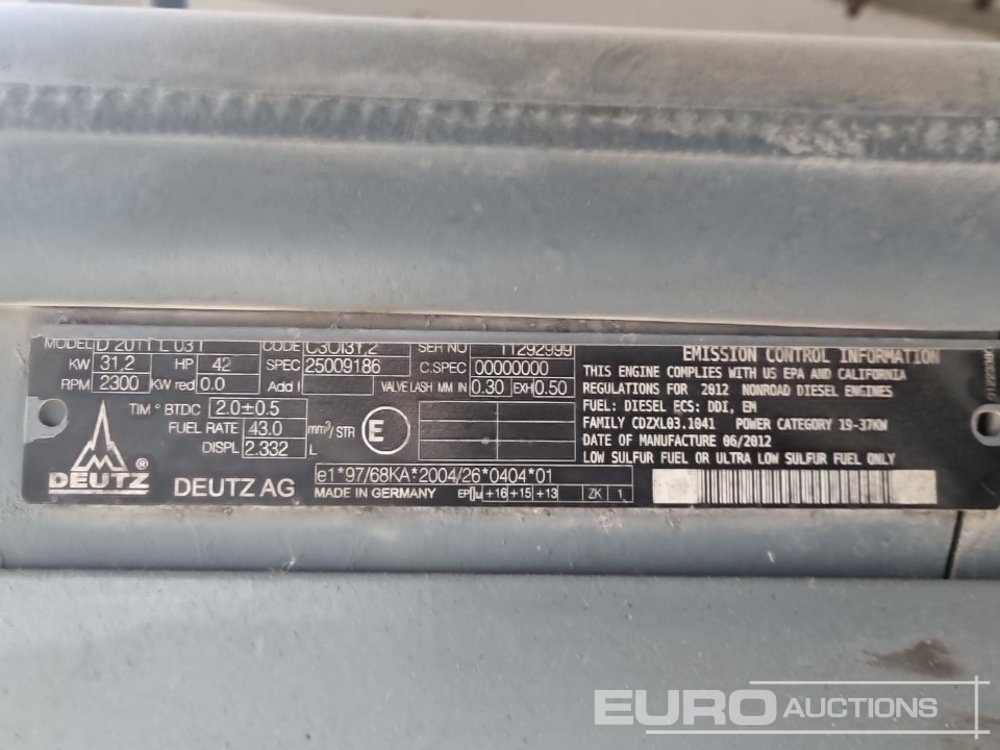 MODEL D 2011 L 03 I CODE C3OI31,2 SER NO 11292999
KW 31,2 HP 42 SPEC 25009186 C.SPEC 00000000
RPM 2300 KW red 0.0 Add I VALVE LASH MM IN 0.30 EXH 0.50
TIM° BTDC 2.0±0.5
FUEL RATE 43.0 mm³/STR
DISPL 2.332 L
E
DEUTZ ®
DEUTZ AG
e1*97/68KA*2004/26*0404*01
MADE IN GERMANY EP +16 +15 +13 ZK 1
EMISSION CONTROL INFORMATION
THIS ENGINE COMPLIES WITH US EPA AND CALIFORNIA
REGULATIONS FOR 2012 NONROAD DIESEL ENGINES
FUEL: DIESEL ECS: DDI, EM
FAMILY CDZXL03.1041 POWER CATEGORY 19-37KW
DATE OF MANUFACTURE 06/2012
LOW SULFUR FUEL OR ULTRA LOW SULFUR FUEL ONLY
EURO AUCTIONS